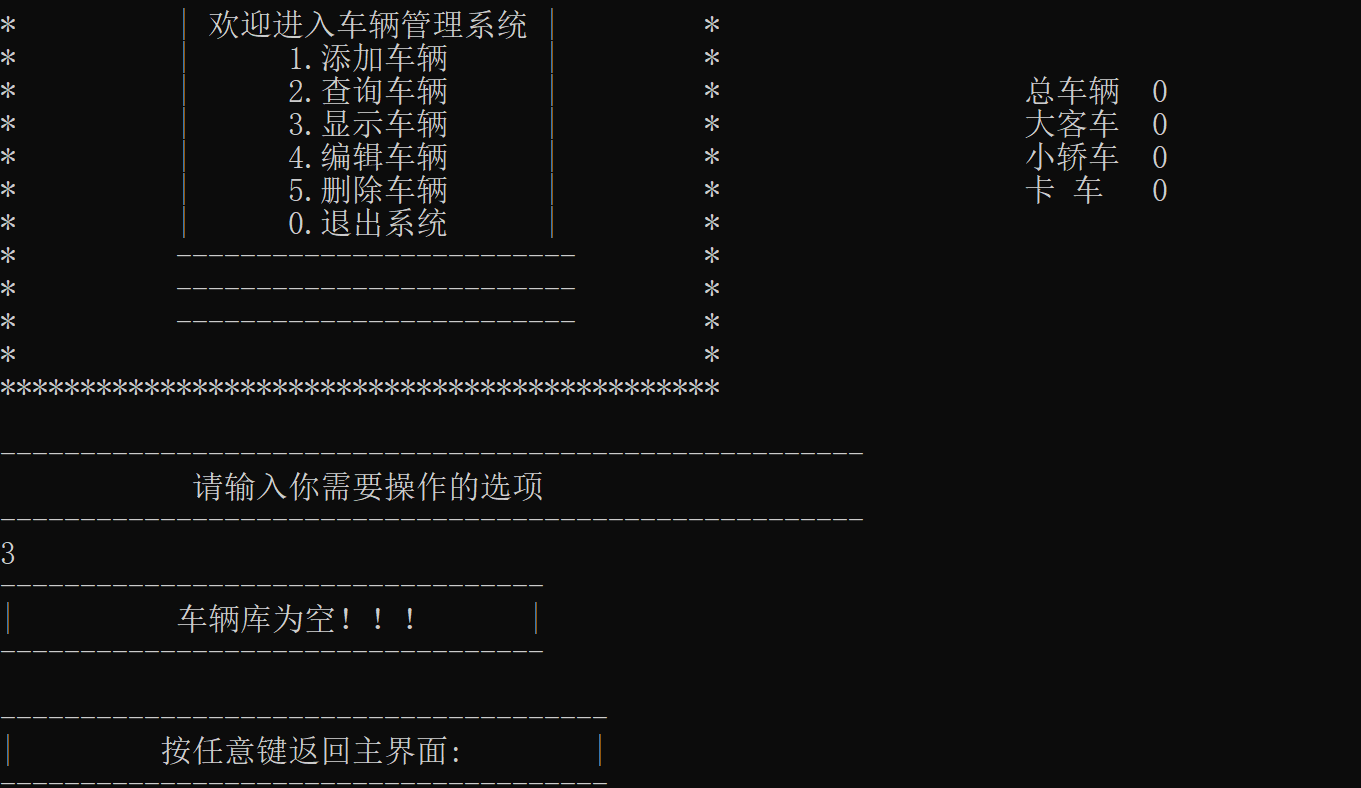 * | 欢迎进入车辆管理系统 | *
* | 1.添加车辆 | *
* | 2.查询车辆 | * 总车辆 0
* | 3.显示车辆 | * 大客车 0
* | 4.编辑车辆 | * 小轿车 0
* | 5.删除车辆 | * 卡 车 0
* | 0.退出系统 | *
* ------------------------- *
* ------------------------- *
* ------------------------- *
* *
*********************************************
------------------------------------------------------
请输入你需要操作的选项
------------------------------------------------------
3
----------------------------------
| 车辆库为空!!! |
----------------------------------
--------------------------------------
| 按任意键返回主界面: |
--------------------------------------